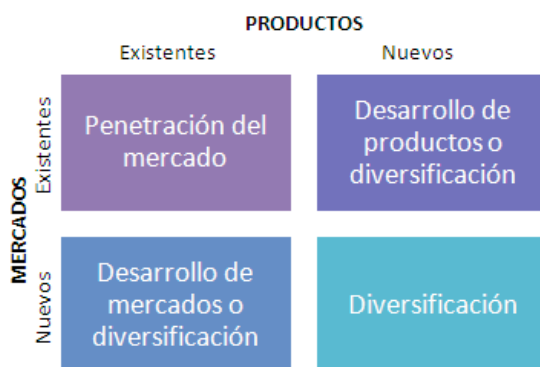 PRODUCTOS
Existentes
Nuevos
MERCADOS
Existentes
Penetración del
mercado
Desarrollo de
productos o
diversificación
Nuevos
Desarrollo de
mercados o
diversificación
Diversificación